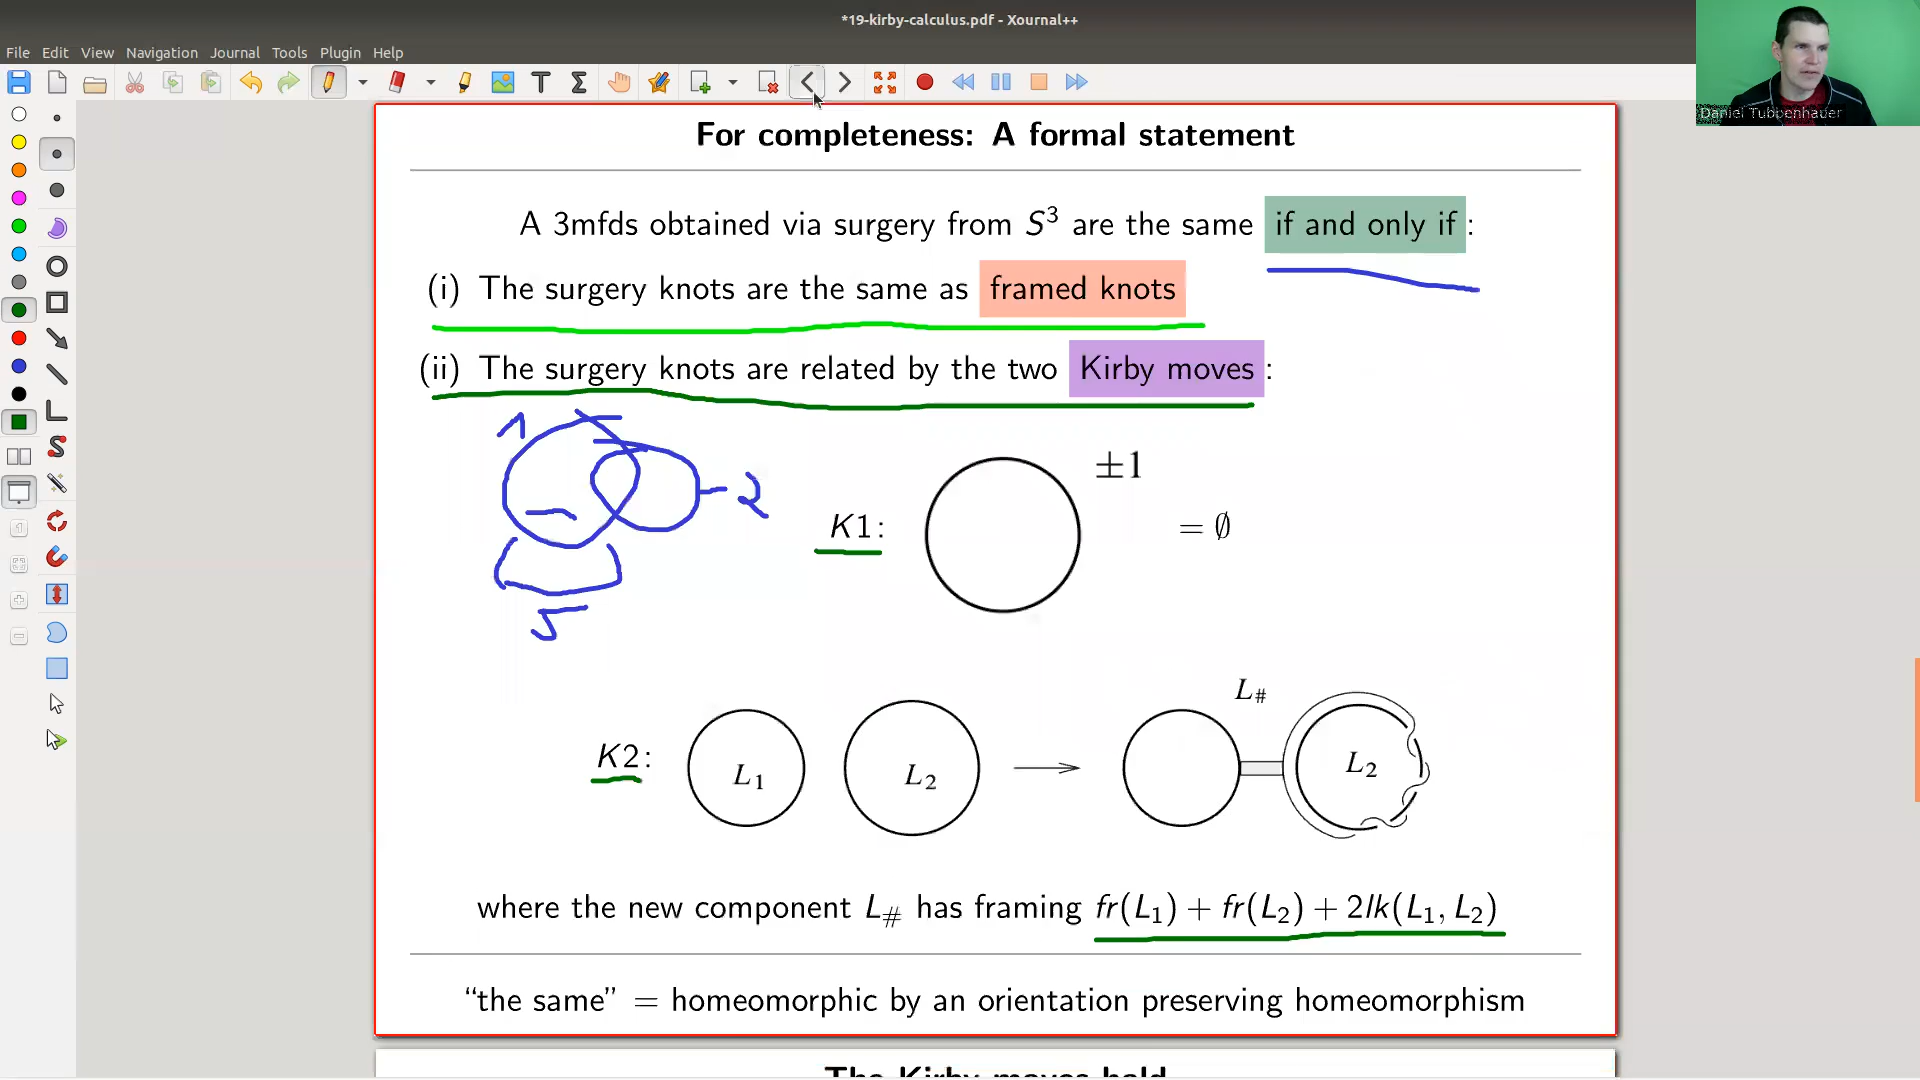 *19-kirby-calculus.pdf - Xournal++
File Edit View Navigation Journal Tools Plugin Help
Daniel Tubbenhauer
For completeness: A formal statement
A 3mfds obtained via surgery from S³ are the same if and only if :
(i) The surgery knots are the same as framed knots
(ii) The surgery knots are related by the two Kirby moves :
1
-2
5
±1
K1:
= ∅
L#
K2:
L₁ L₂ L₂
where the new component L# has framing fr(L₁) + fr(L₂) + 2lk(L₁, L₂)
“the same” = homeomorphic by an orientation preserving homeomorphism
The Kirby moves hold